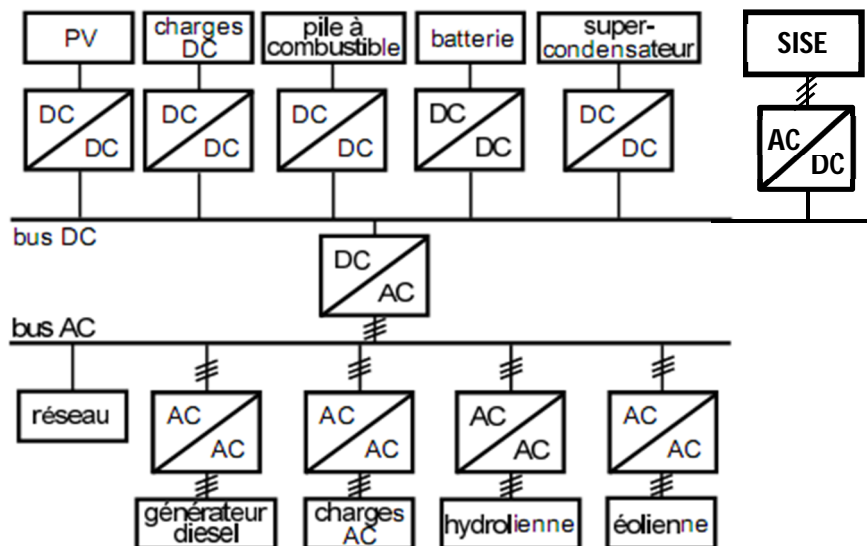 PV
charges
DC
pile à
combustible
batterie
super-
condensateur
SISE
DC
DC
DC
DC
DC
DC
DC
DC
DC
DC
AC
DC
bus DC
DC
AC
bus AC
réseau
AC
AC
AC
AC
AC
AC
AC
AC
générateur
diesel
charges
AC
hydrolienne
éolienne